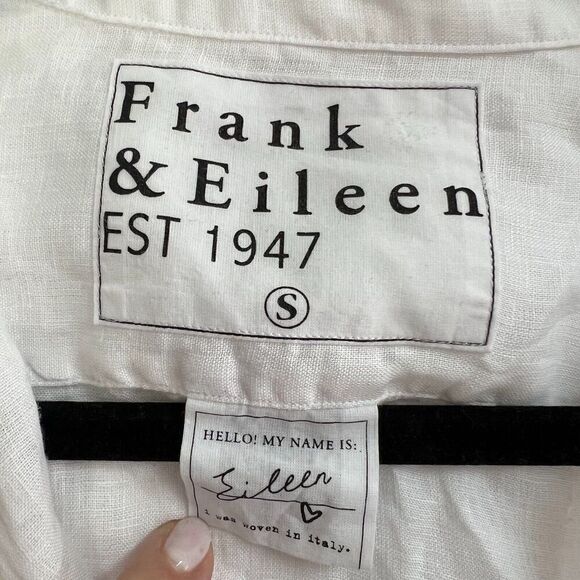 Frank
& Eileen
EST 1947
S
HELLO! MY NAME IS:
Eileen
i was woven in italy.